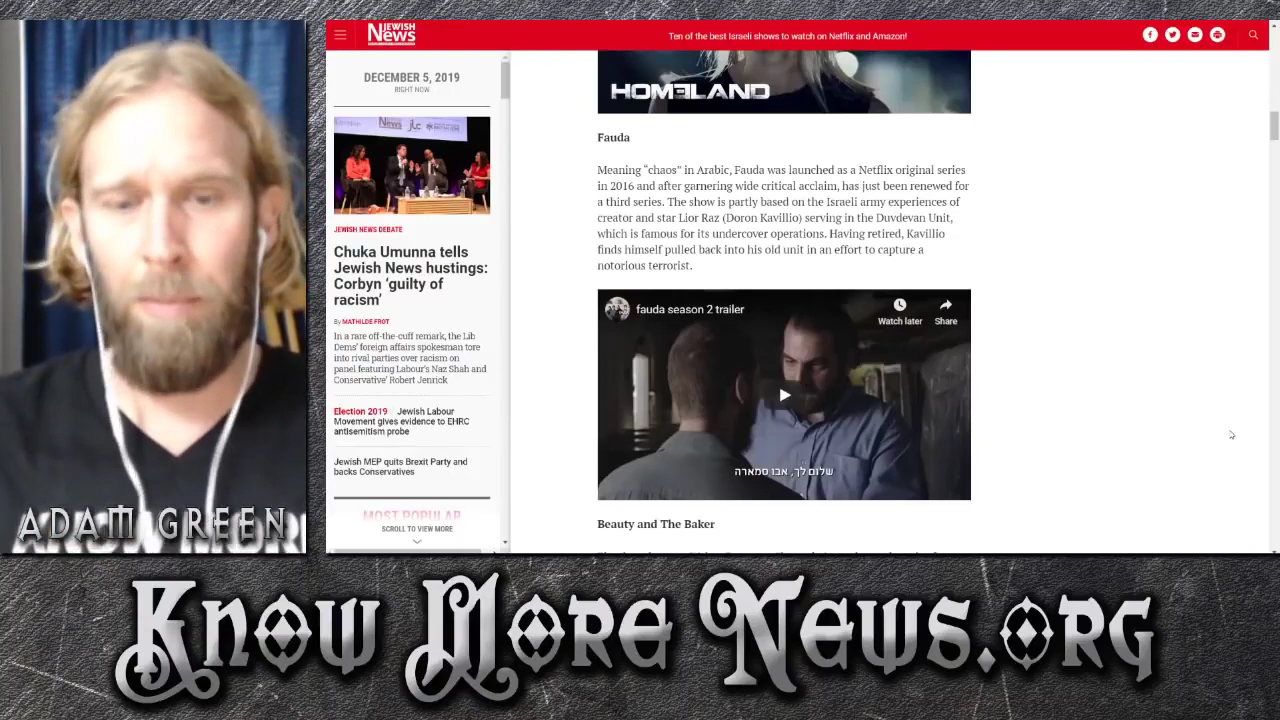 JEWISH
News
Ten of the best Israeli shows to watch on Netflix and Amazon!
DECEMBER 5, 2019
RIGHT NOW
News jlc
JEWISH NEWS DEBATE
Chuka Umunna tells
Jewish News hustings:
Corbyn ‘guilty of
racism’
By MATHILDE FROT
In a rare off-the-cuff remark, the Lib
Dems’ foreign affairs spokesman tore
into rival parties over racism on
panel featuring Labour’s Naz Shah and
Conservative’ Robert Jenrick
Election 2019 Jewish Labour
Movement gives evidence to EHRC
antisemitism probe
Jewish MEP quits Brexit Party and
backs Conservatives
MOST POPULAR
SCROLL TO VIEW MORE
HOMELAND
Fauda
Meaning “chaos” in Arabic, Fauda was launched as a Netflix original series
in 2016 and after garnering wide critical acclaim, has just been renewed for
a third series. The show is partly based on the Israeli army experiences of
creator and star Lior Raz (Doron Kavillio) serving in the Duvdevan Unit,
which is famous for its undercover operations. Having retired, Kavillio
finds himself pulled back into his old unit in an effort to capture a
notorious terrorist.
fauda season 2 trailer
Watch later Share
שלום לך, אבו סמארה
Beauty and The Baker
ADAM GREEN
Know More News.org